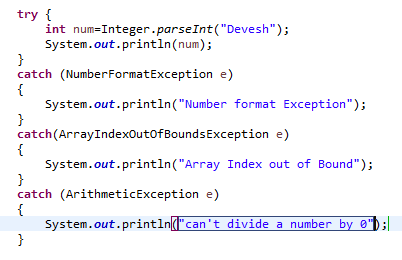 try {
    int num=Integer.parseInt("Devesh");
    System.out.println(num);
}
catch (NumberFormatException e)
{
    System.out.println("Number format Exception");
}
catch(ArrayIndexOutOfBoundsException e)
{
    System.out.println("Array Index out of Bound");
}
catch (ArithmeticException e)
{
    System.out.println("can't divide a number by 0");
}